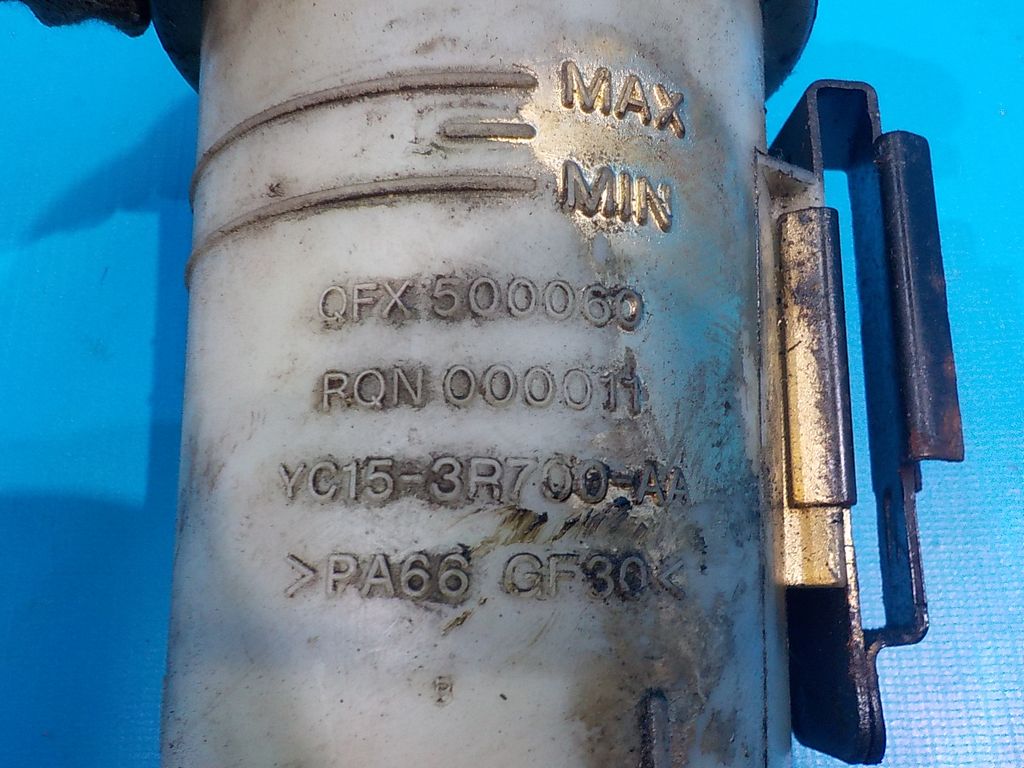 MAX
MIN
QFX 500060
RQN 000011
YC15-3R700-AA
>PA66 GF30<